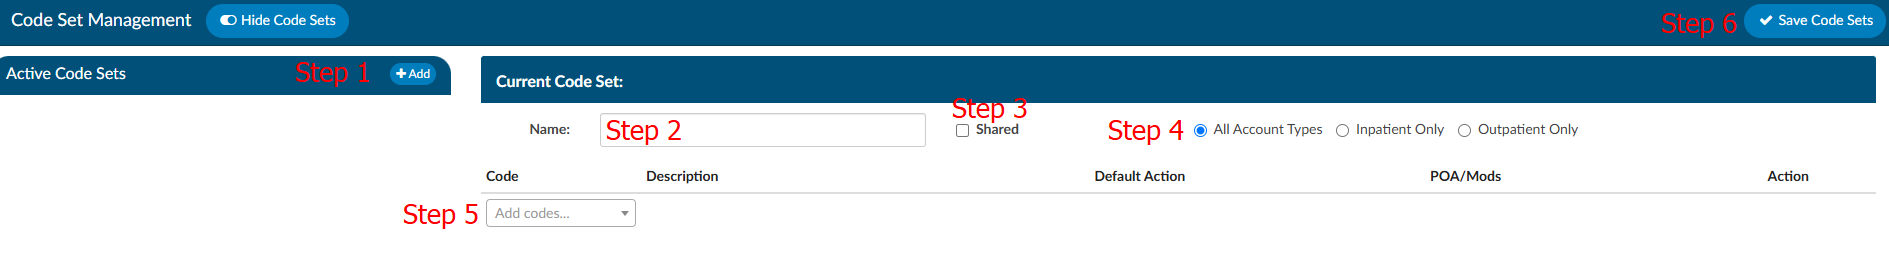 Code Set Management Hide Code Sets Step 6 Save Code Sets
Active Code Sets Step 1 Add
Current Code Set:
Step 3
Name: Step 2 Shared Step 4 All Account Types Inpatient Only Outpatient Only
Code Description Default Action POA/Mods Action
Step 5 Add codes...